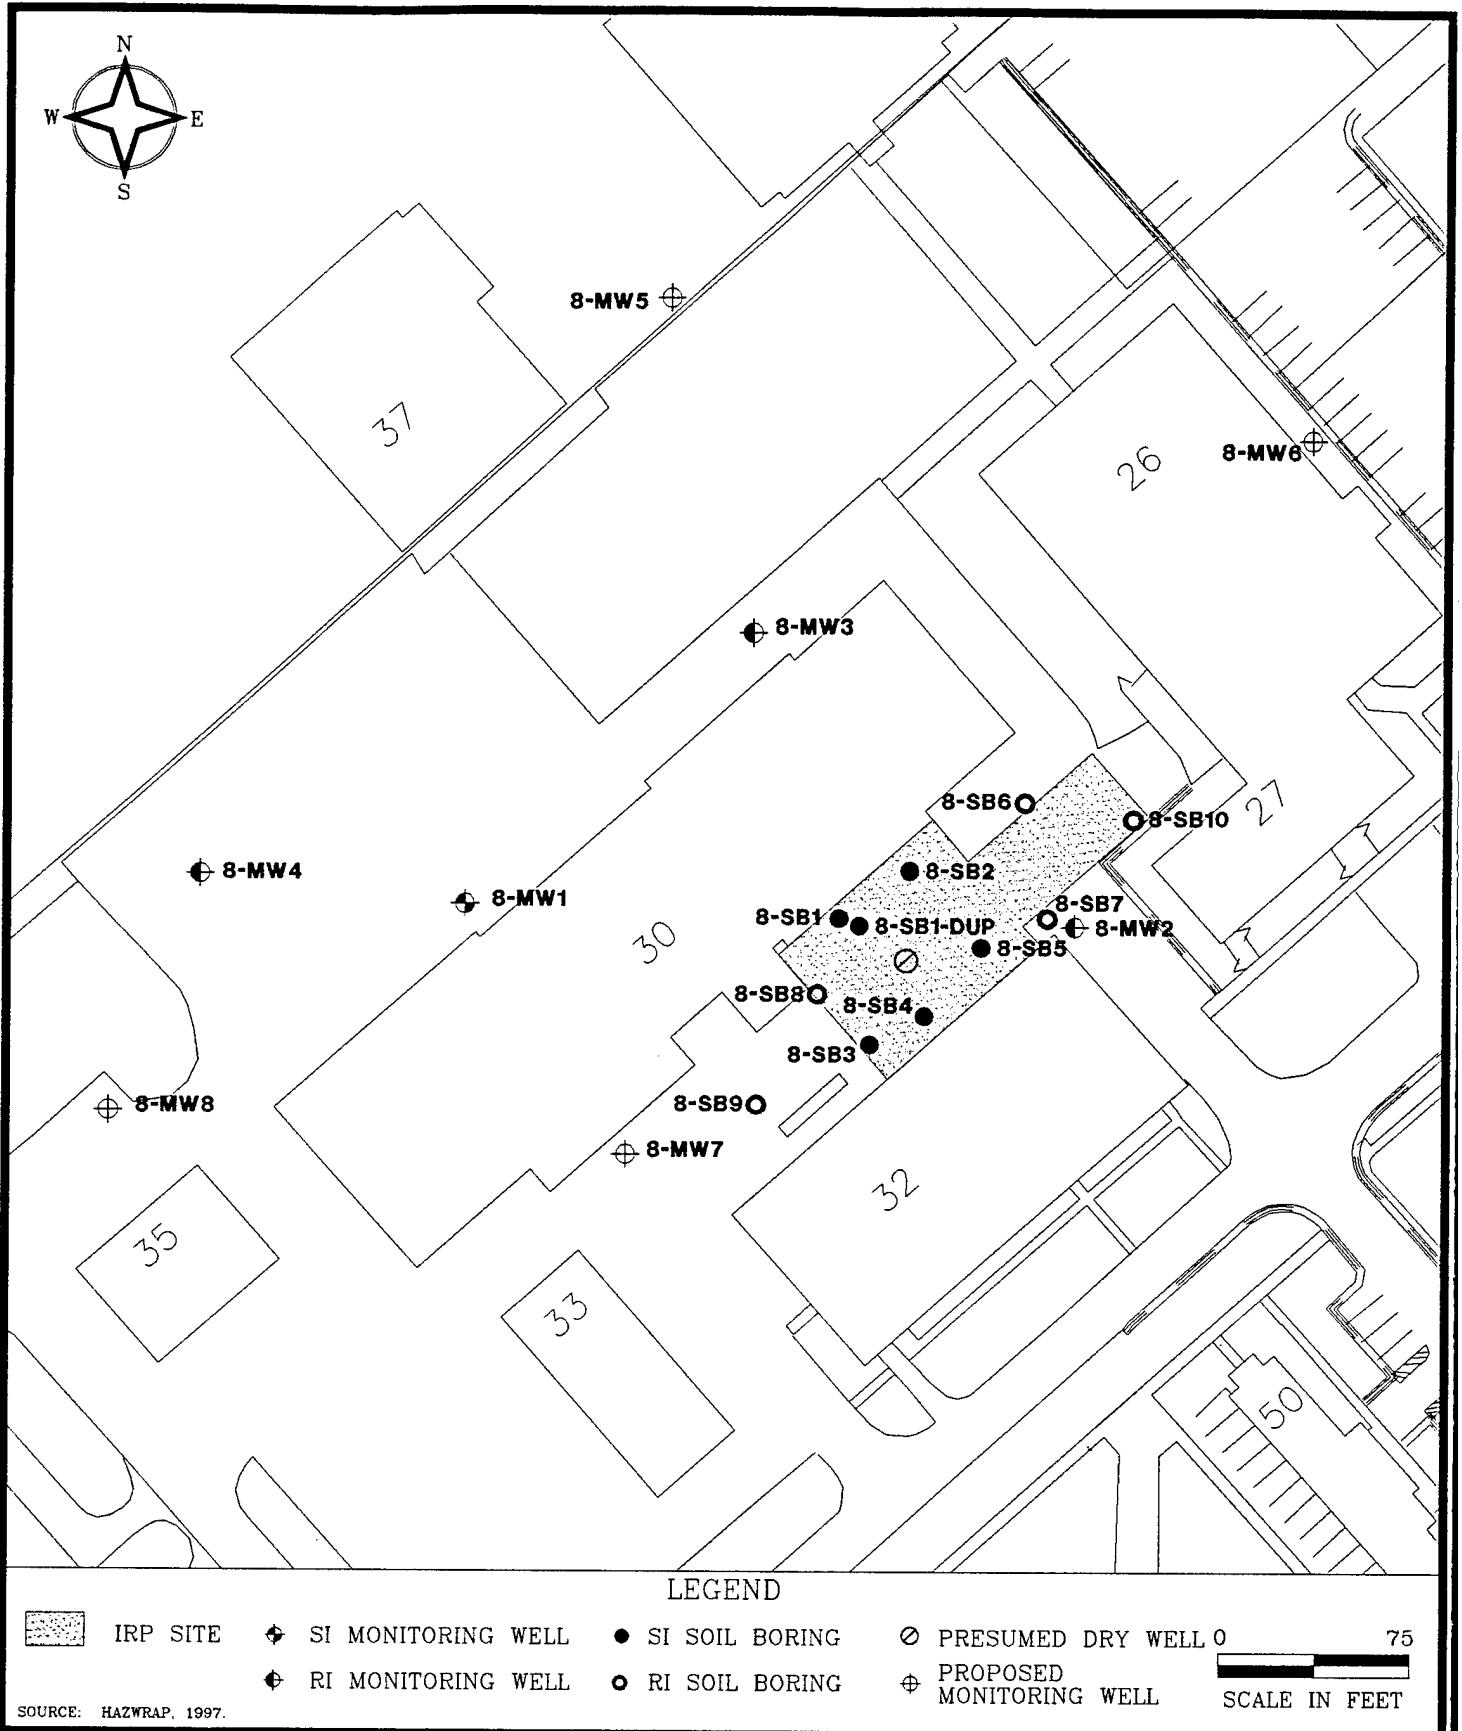 N
W E
S
8-MW5
37
26
8-MW6
8-MW3
8-SB6
8-SB10
27
8-MW4
8-SB2
8-MW1
8-SB1
8-SB1-DUP
8-SB7
8-MW2
30
8-SB5
8-SB8
8-SB4
8-SB3
8-MW8
8-SB9
8-MW7
32
35
33
50
LEGEND
IRP SITE
SI MONITORING WELL
SI SOIL BORING
PRESUMED DRY WELL
0 75
RI MONITORING WELL
RI SOIL BORING
PROPOSED
MONITORING WELL
SCALE IN FEET
SOURCE: HAZWRAP, 1997.